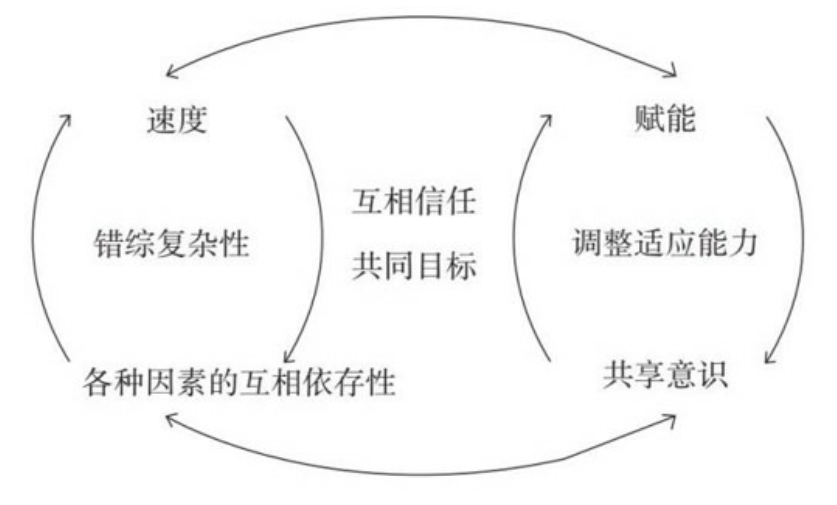 速度
赋能
互相信任
错综复杂性
调整适应能力
共同目标
各种因素的互相依存性
共享意识